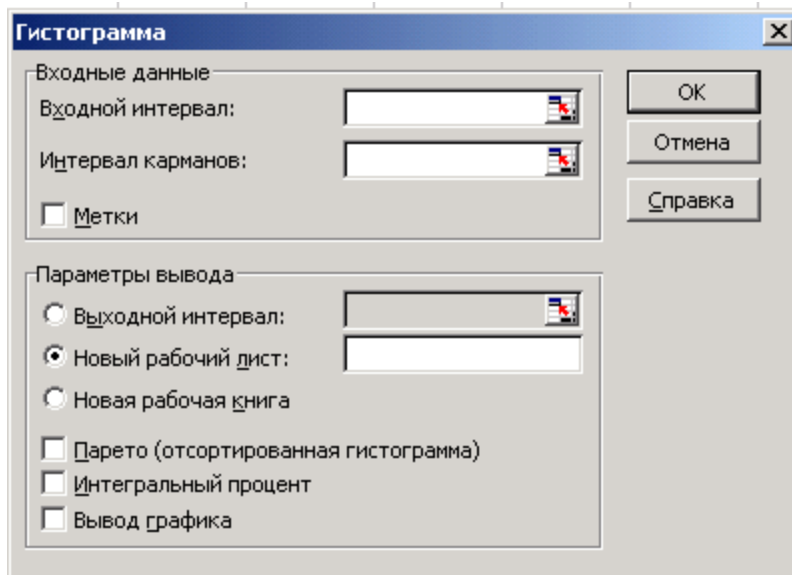 Гистограмма
Входные данные
Входной интервал:
Интервал карманов:
Метки
OK
Отмена
Справка
Параметры вывода
Выходной интервал:
Новый рабочий лист:
Новая рабочая книга
Парето (отсортированная гистограмма)
Интегральный процент
Вывод графика